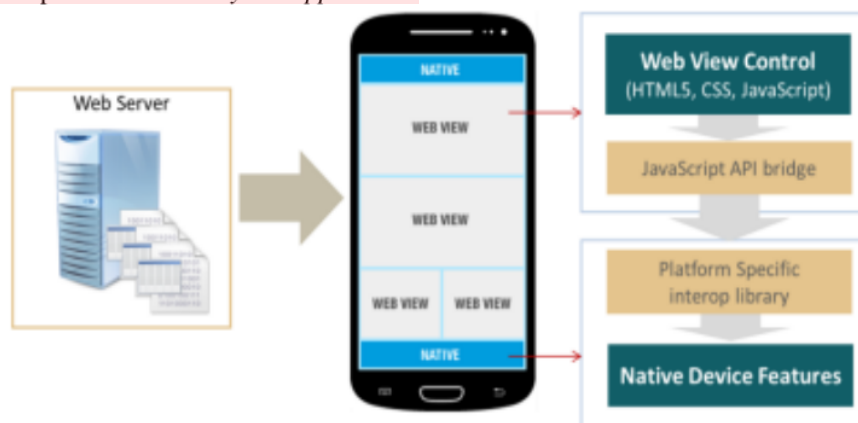 Web Server
NATIVE
WEB VIEW
WEB VIEW
WEB VIEW WEB VIEW
NATIVE
Web View Control
(HTML5, CSS, JavaScript)
JavaScript API bridge
Platform Specific
interop library
Native Device Features